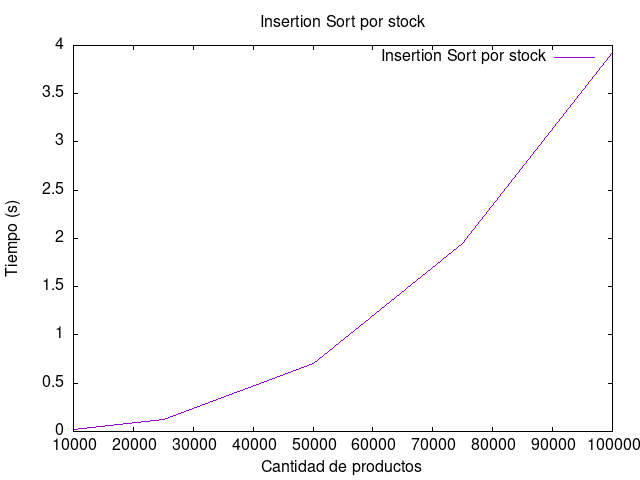 Insertion Sort por stock
Insertion Sort por stock
4
3.5
3
2.5
2
1.5
1
0.5
0
Tiempo (s)
10000 20000 30000 40000 50000 60000 70000 80000 90000 100000
Cantidad de productos